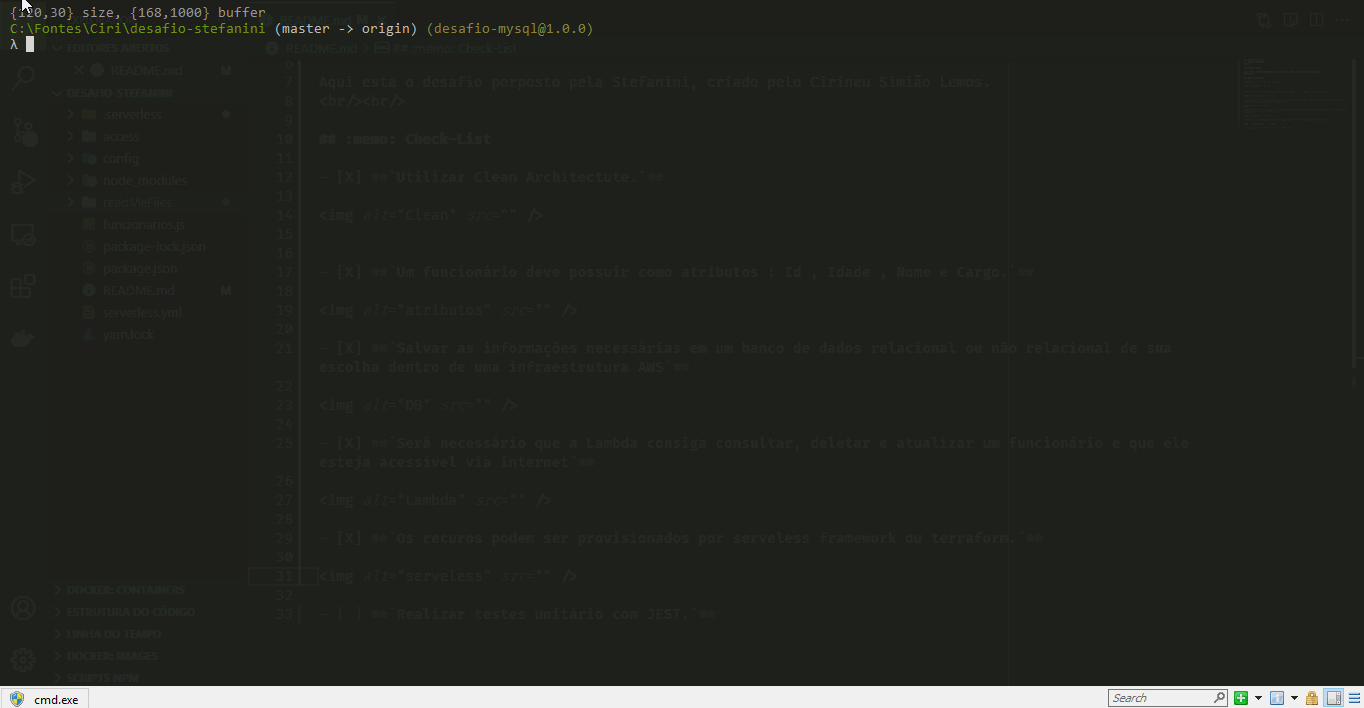 {120,30} size, {168,1000} buffer
C:\Fontes\Ciri\desafio-stefanini (master -> origin) (desafio-mysql@1.0.0)
λ
EDITORES ABERTOS
README.md M
README.md > ## :memo: Check-List
DESAFIO-STEFANINI
.serverless
access
config
node_modules
readMeFiles
funcionarios.js
package-lock.json
package.json
README.md M
serverless.yml
yarn.lock
6
7 Aqui está o desafio porposto pela Stefanini, criado pelo Cirineu Simião Lemos.
8 <br/><br/>
9
10 ## :memo: Check-List
11
12 - [X] **`Utilizar Clean Architectute.`**
13
14 <img alt="Clean" src="" />
15
16
17 - [X] **`Um funcionário deve possuir como atributos : Id , Idade , Nome e Cargo.`**
18
19 <img alt="atributos" src="" />
20
21 - [X] **`Salvar as informações necessárias em um banco de dados relacional ou não relacional de sua
escolha dentro de uma infraestrutura AWS`**
22
23 <img alt="DB" src="" />
24
25 - [X] **`Será necessário que a Lambda consiga consultar, deletar e atualizar um funcionário e que ele
esteja acessível via internet`**
26
27 <img alt="Lambda" src="" />
28
29 - [X] **`Os recuros podem ser provisionados por serveless framework ou terraform.`**
30
31 <img alt="serveless" src="" />
32
33 - [ ] **`Realizar testes unitário com JEST.`**
DOCKER: CONTAINERS
ESTRUTURA DO CÓDIGO
LINHA DO TEMPO
DOCKER: IMAGES
SCRIPTS NPM
cmd.exe
Search